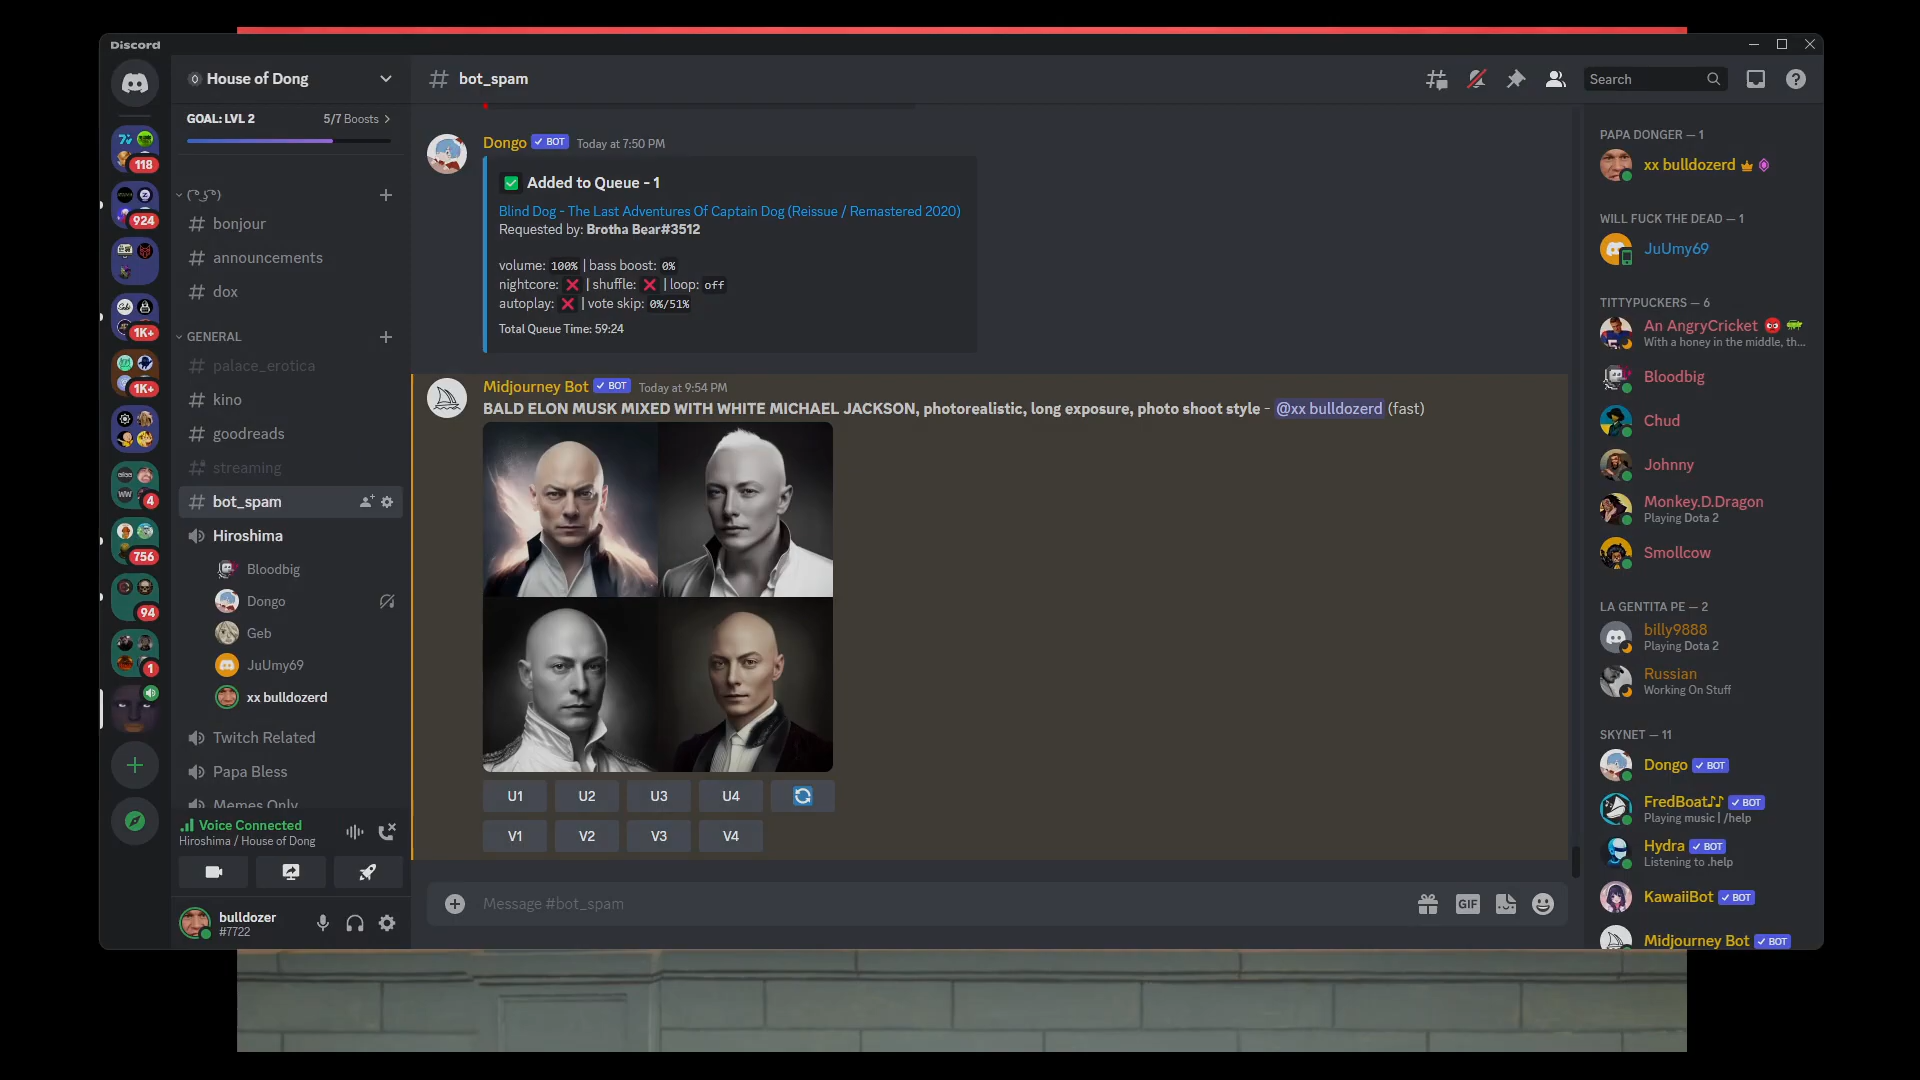 Discord
House of Dong
GOAL: LVL 2 5/7 Boosts
( ͡° ͜ʖ ͡°)
bonjour
announcements
dox
GENERAL
palace_erotica
kino
goodreads
streaming
bot_spam
Hiroshima
Bloodbig
Dongo
Geb
JuUmy69
xx bulldozerd
Twitch Related
Papa Bless
Memes Only
Voice Connected
Hiroshima / House of Dong
bulldozer
#7722
118
924
1K+
1K+
4
756
94
1
bot_spam
Search
Dongo BOT Today at 7:50 PM
Added to Queue - 1
Blind Dog - The Last Adventures Of Captain Dog (Reissue / Remastered 2020)
Requested by: Brotha Bear#3512
volume: 100% | bass boost: 0%
nightcore: ❌ | shuffle: ❌ | loop: off
autoplay: ❌ | vote skip: 0%/51%
Total Queue Time: 59:24
Midjourney Bot BOT Today at 9:54 PM
BALD ELON MUSK MIXED WITH WHITE MICHAEL JACKSON, photorealistic, long exposure, photo shoot style - @xx bulldozerd (fast)
U1 U2 U3 U4
V1 V2 V3 V4
Message #bot_spam
GIF
PAPA DONGER — 1
xx bulldozerd
WILL FUCK THE DEAD — 1
JuUmy69
TITTYPUCKERS — 6
An AngryCricket
With a honey in the middle, th...
Bloodbig
Chud
Johnny
Monkey.D.Dragon
Playing Dota 2
Smollcow
LA GENTITA PE — 2
billy9888
Playing Dota 2
Russian
Working On Stuff
SKYNET — 11
Dongo BOT
FredBoat♪♪ BOT
Playing music | /help
Hydra BOT
Listening to .help
KawaiiBot BOT
Midjourney Bot BOT